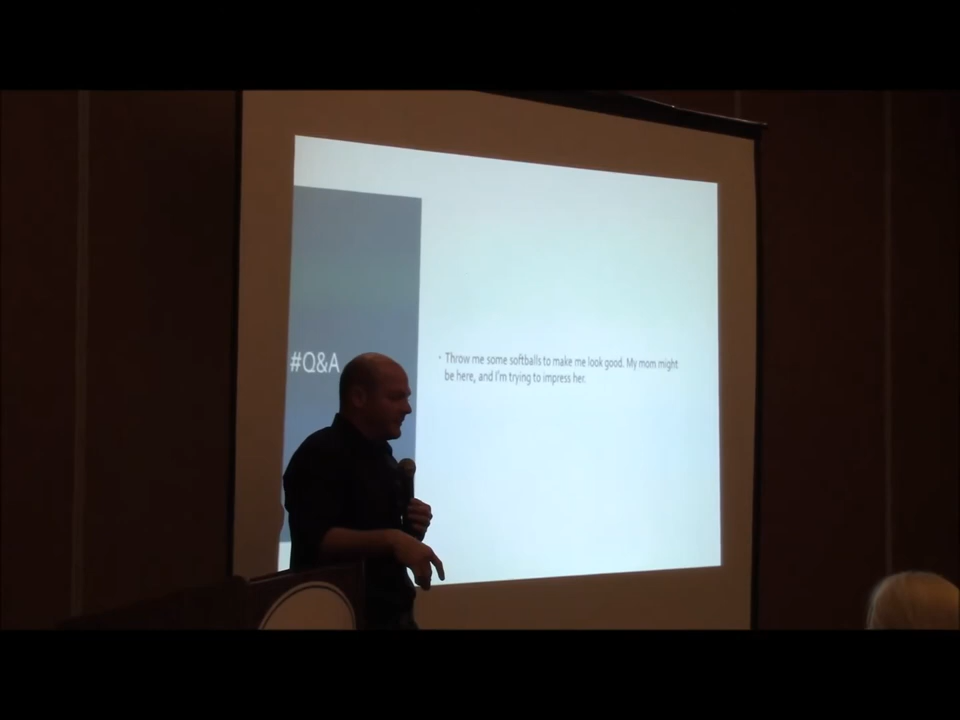 #Q&A
• Throw me some softballs to make me look good. My mom might
be here, and I'm trying to impress her.